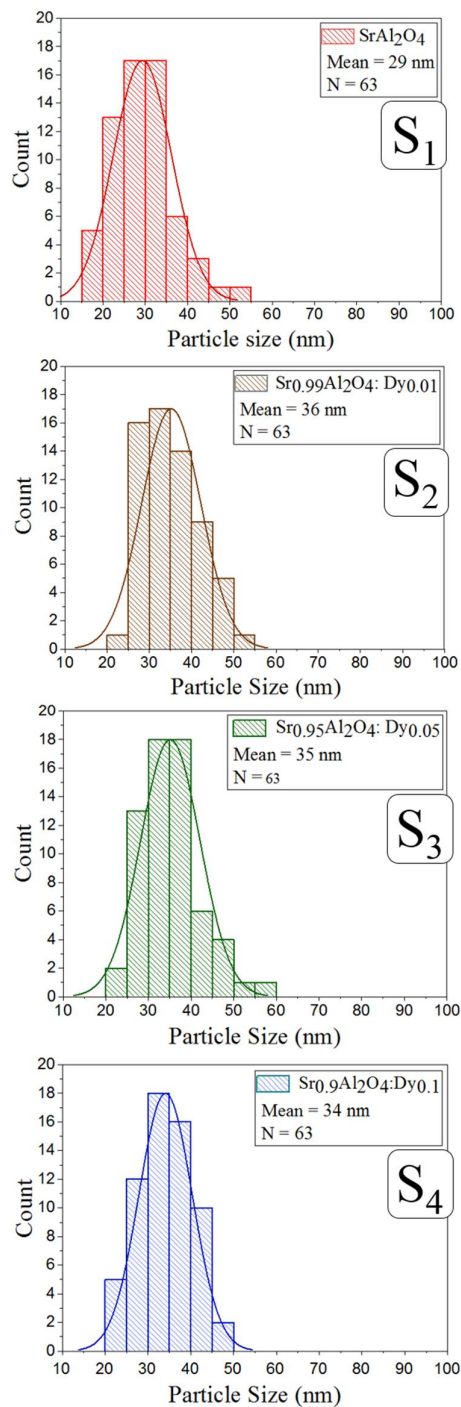 20
SrAl2O4
18
Mean = 29 nm
16
N = 63
14
12
S1
10
8
6
4
2
0
Count
10 20 30 40 50 60 70 80 90 100
Particle size (nm)
20
Sr0.99Al2O4: Dy0.01
18
Mean = 36 nm
16
N = 63
14
12
S2
10
8
6
4
2
0
Count
10 20 30 40 50 60 70 80 90 100
Particle Size (nm)
20
Sr0.95Al2O4: Dy0.05
18
Mean = 35 nm
16
N = 63
14
12
S3
10
8
6
4
2
0
Count
10 20 30 40 50 60 70 80 90 100
Particle Size (nm)
20
Sr0.9Al2O4:Dy0.1
18
Mean = 34 nm
16
N = 63
14
12
S4
10
8
6
4
2
0
Count
10 20 30 40 50 60 70 80 90 100
Particle Size (nm)